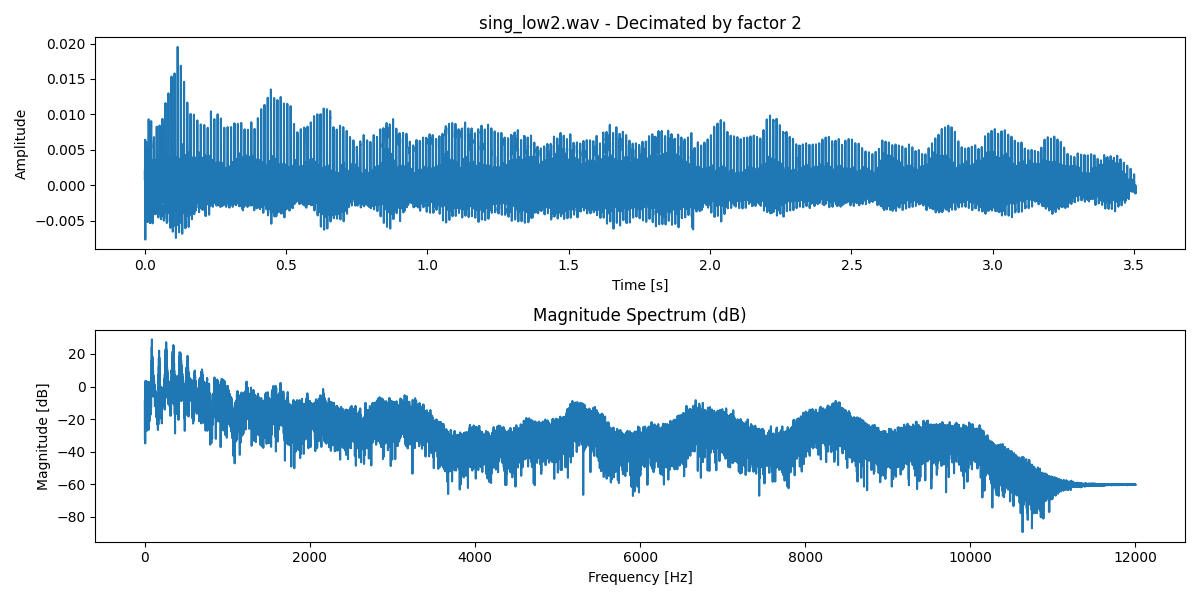 sing_low2.wav - Decimated by factor 2
0.020
0.015
0.010
0.005
0.000
−0.005
Amplitude
0.0 0.5 1.0 1.5 2.0 2.5 3.0 3.5
Time [s]
Magnitude Spectrum (dB)
20
0
−20
−40
−60
−80
Magnitude [dB]
0 2000 4000 6000 8000 10000 12000
Frequency [Hz]